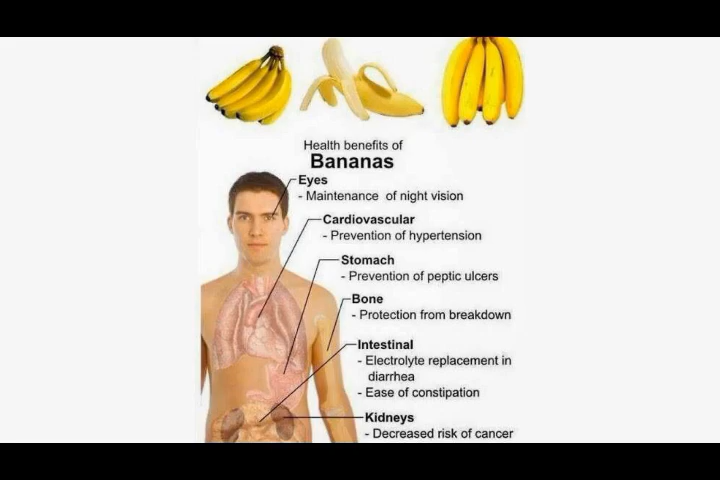 Health benefits of
Bananas
Eyes
- Maintenance of night vision
Cardiovascular
- Prevention of hypertension
Stomach
- Prevention of peptic ulcers
Bone
- Protection from breakdown
Intestinal
- Electrolyte replacement in
diarrhea
- Ease of constipation
Kidneys
- Decreased risk of cancer